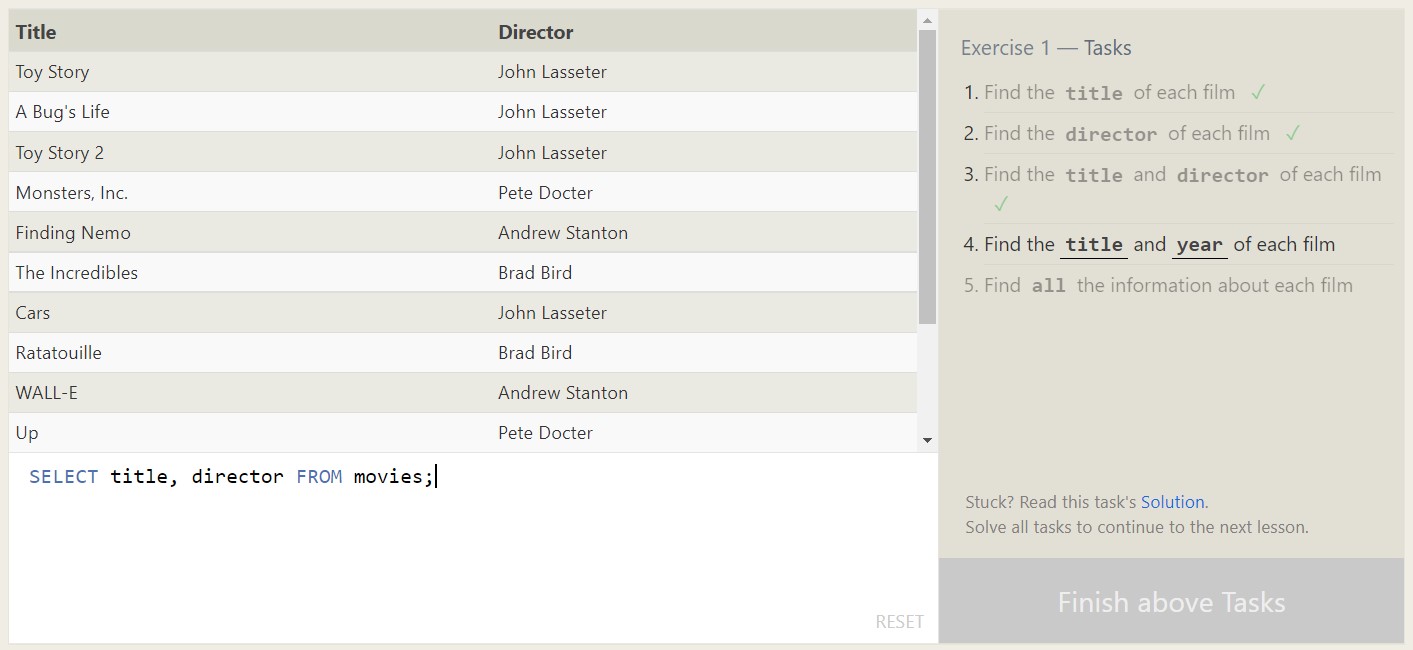 Title Director
Toy Story John Lasseter
A Bug's Life John Lasseter
Toy Story 2 John Lasseter
Monsters, Inc. Pete Docter
Finding Nemo Andrew Stanton
The Incredibles Brad Bird
Cars John Lasseter
Ratatouille Brad Bird
WALL-E Andrew Stanton
Up Pete Docter
SELECT title, director FROM movies;
RESET
Exercise 1 — Tasks
1. Find the title of each film ✓
2. Find the director of each film ✓
3. Find the title and director of each film
✓
4. Find the title and year of each film
5. Find all the information about each film
Stuck? Read this task's Solution.
Solve all tasks to continue to the next lesson.
Finish above Tasks